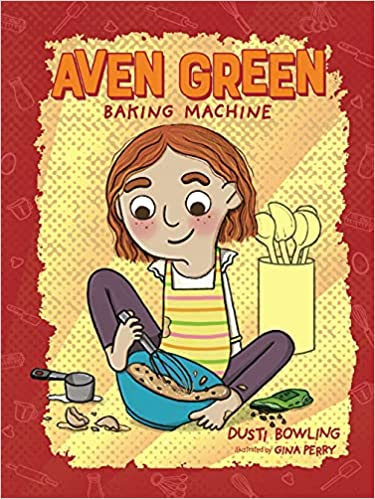 AVEN GREEN
BAKING MACHINE
DUSTI BOWLING
illustrated by GINA PERRY